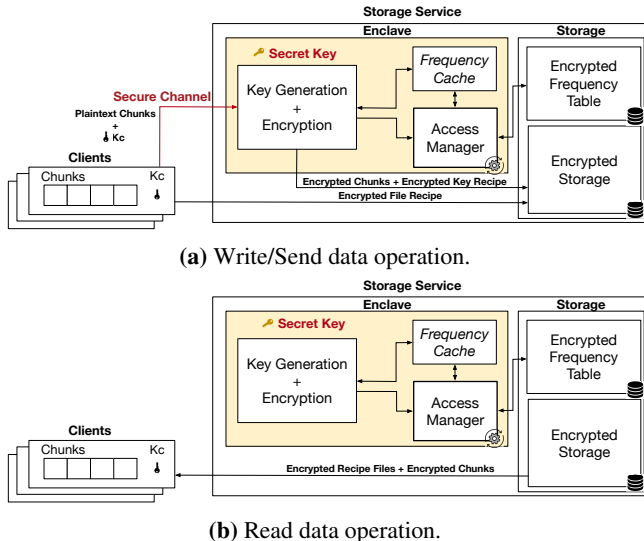 Storage Service
Enclave
Storage
Secret Key
Frequency
Cache
Encrypted
Frequency
Table
Key Generation
+
Encryption
Secure Channel
Plaintext Chunks
+
Kc
Access
Manager
Clients
Chunks
Kc
Encrypted
Storage
Encrypted Chunks + Encrypted Key Recipe
Encrypted File Recipe
(a) Write/Send data operation.
Storage Service
Enclave
Storage
Secret Key
Frequency
Cache
Encrypted
Frequency
Table
Key Generation
+
Encryption
Access
Manager
Clients
Chunks
Kc
Encrypted
Storage
Encrypted Recipe Files + Encrypted Chunks
(b) Read data operation.